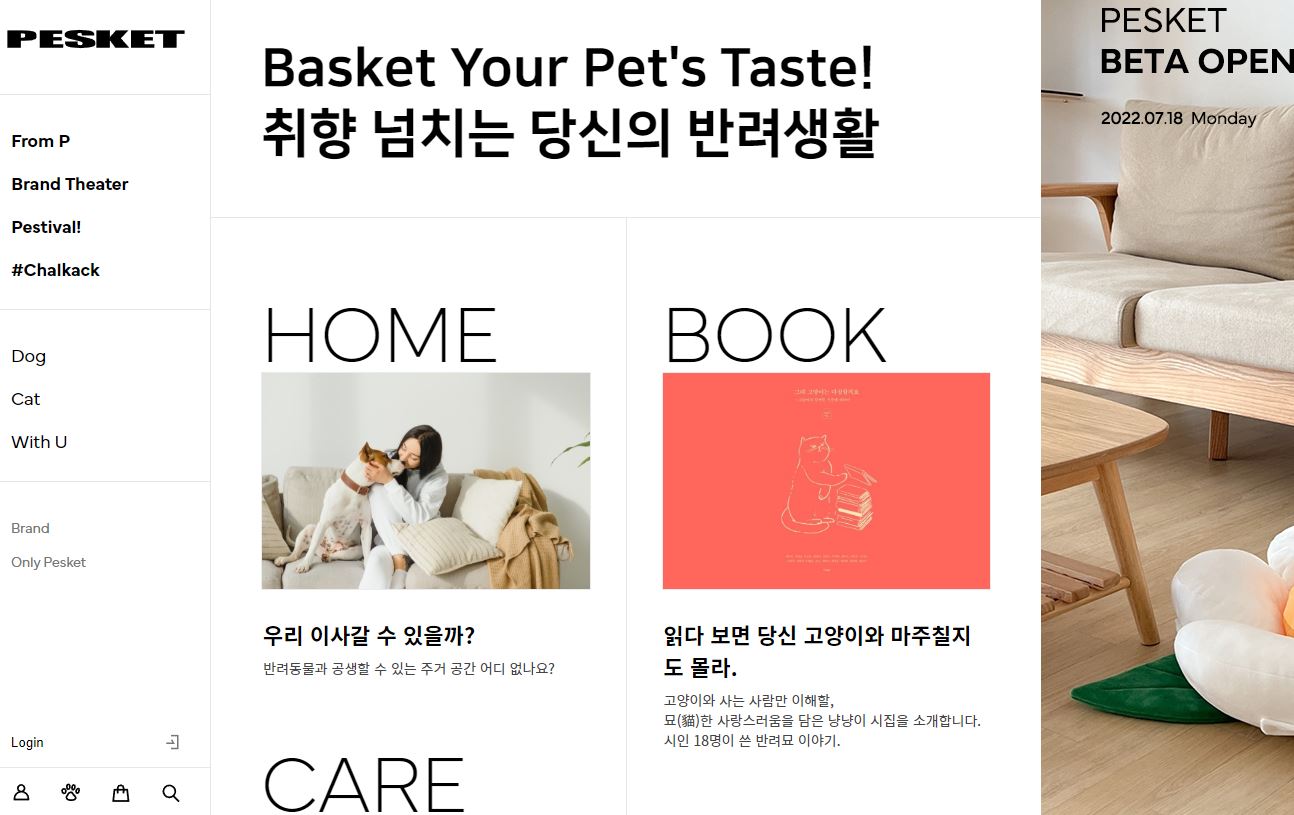 PESKET
From P
Brand Theater
Pestival!
#Chalkack
Dog
Cat
With U
Brand
Only Pesket
Login
Basket Your Pet's Taste!
취향 넘치는 당신의 반려생활
HOME
우리 이사갈 수 있을까?
반려동물과 공생할 수 있는 주거 공간 어디 없나요?
CARE
BOOK
읽다 보면 당신 고양이와 마주칠지
도 몰라.
고양이와 사는 사람만 이해할,
묘(貓)한 사랑스러움을 담은 냥냥이 시집을 소개합니다.
시인 18명이 쓴 반려묘 이야기.
PESKET
BETA OPEN
2022.07.18 Monday